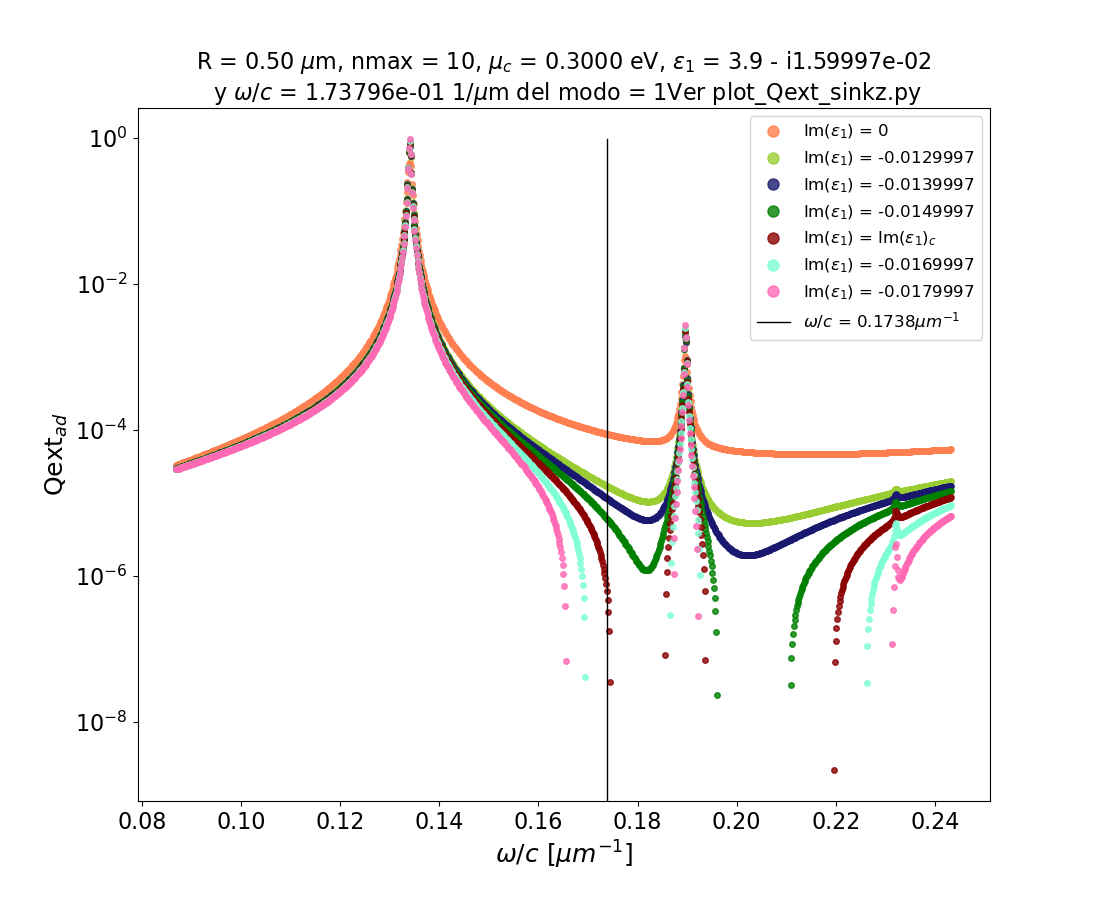 R = 0.50 μm, nmax = 10, μc = 0.3000 eV, ε1 = 3.9 - i1.59997e-02
y ω/c = 1.73796e-01 1/μm del modo = 1Ver plot_Qext_sinkz.py
Im(ε1) = 0
Im(ε1) = -0.0129997
Im(ε1) = -0.0139997
Im(ε1) = -0.0149997
Im(ε1) = Im(ε1)c
Im(ε1) = -0.0169997
Im(ε1) = -0.0179997
ω/c = 0.1738μm⁻¹
Qext_ad
10⁰
10⁻²
10⁻⁴
10⁻⁶
10⁻⁸
0.08 0.10 0.12 0.14 0.16 0.18 0.20 0.22 0.24
ω/c [μm⁻¹]